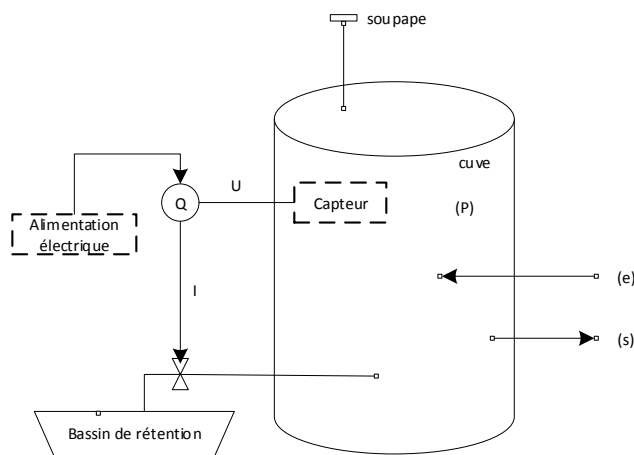 soupape
cuve
U
Q
Capteur
(P)
Alimentation
électrique
(e)
I
(s)
Bassin de rétention